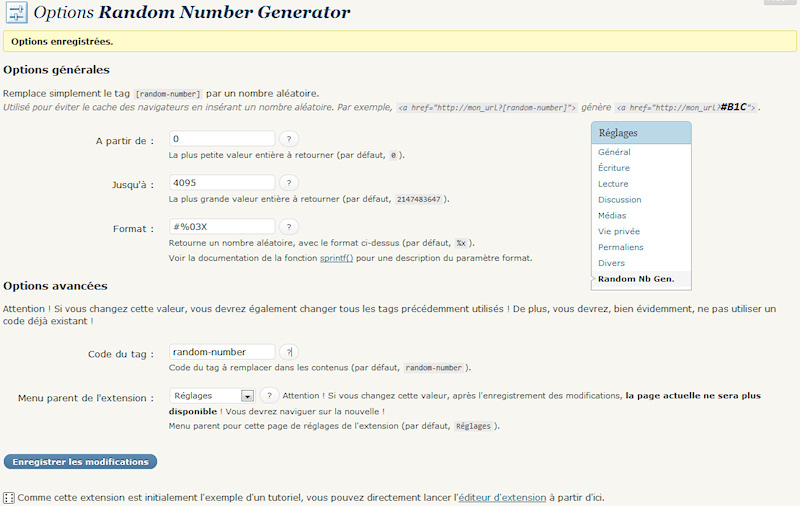 Options Random Number Generator
Options enregistrées.
Options générales
Remplace simplement le tag [random-number] par un nombre aléatoire.
Utilisé pour éviter le cache des navigateurs en insérant un nombre aléatoire. Par exemple, <a href="http://mon_url?[random-number]"> génère <a href="http://mon_url?#B1C">.
A partir de : 0 ?
La plus petite valeur entière à retourner (par défaut, 0).
Jusqu'à : 4095 ?
La plus grande valeur entière à retourner (par défaut, 2147483647).
Format : #%03X ?
Retourne un nombre aléatoire, avec le format ci-dessus (par défaut, %x).
Voir la documentation de la fonction sprintf() pour une description du paramètre format.
Réglages
Général
Écriture
Lecture
Discussion
Médias
Vie privée
Permaliens
Divers
Random Nb Gen.
Options avancées
Attention ! Si vous changez cette valeur, vous devrez également changer tous les tags précédemment utilisés ! De plus, vous devrez, bien évidemment, ne pas utiliser un
code déjà existant !
Code du tag : random-number ?
Code du tag à remplacer dans les contenus (par défaut, random-number).
Menu parent de l'extension : Réglages ? Attention ! Si vous changez cette valeur, après l'enregistrement des modifications, la page actuelle ne sera plus
disponible ! Vous devrez naviguer sur la nouvelle !
Menu parent pour cette page de réglages de l'extension (par défaut, Réglages).
Enregistrer les modifications
Comme cette extension est initialement l'exemple d'un tutoriel, vous pouvez directement lancer l'éditeur d'extension à partir d'ici.